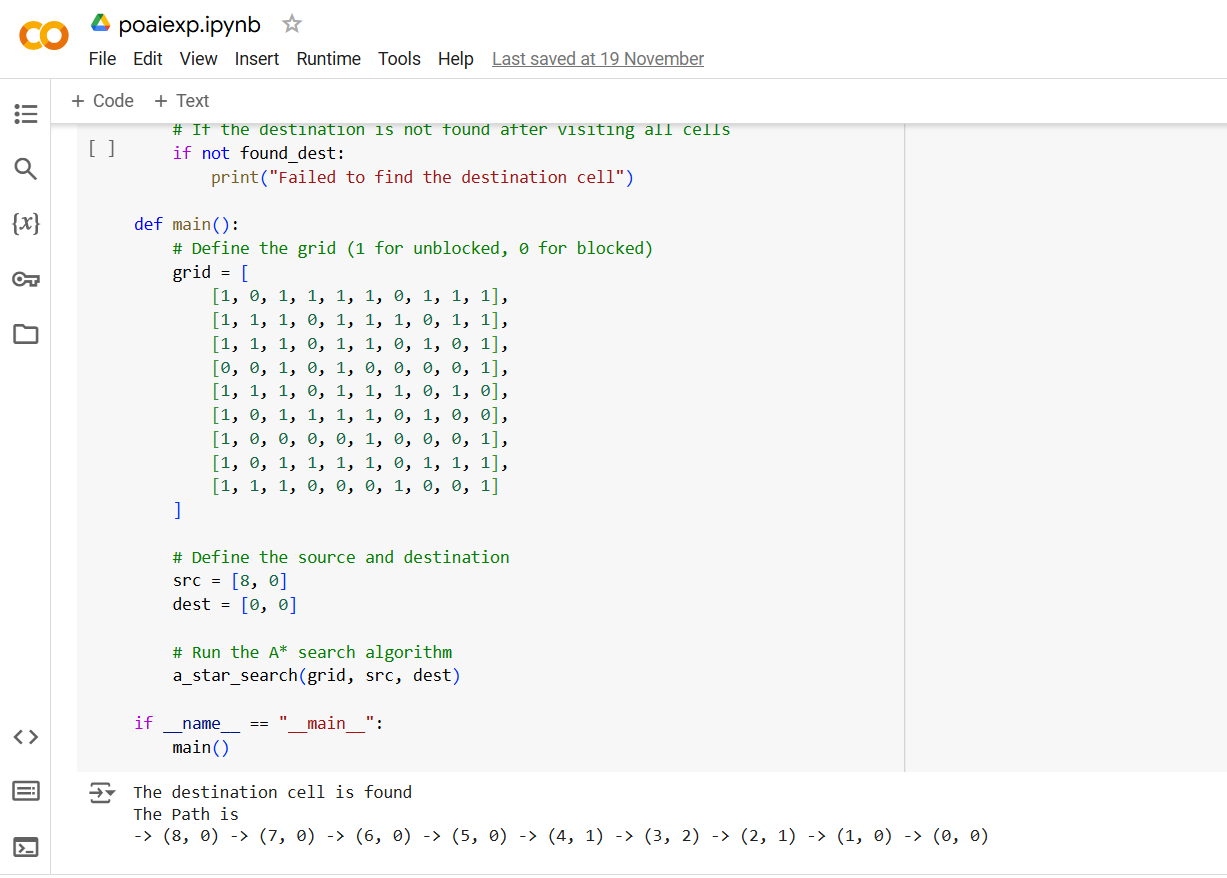 poaiexp.ipynb
File Edit View Insert Runtime Tools Help Last saved at 19 November
+ Code + Text
# If the destination is not found after visiting all cells
[ ] if not found_dest:
print("Failed to find the destination cell")
def main():
# Define the grid (1 for unblocked, 0 for blocked)
grid = [
[1, 0, 1, 1, 1, 1, 0, 1, 1, 1],
[1, 1, 1, 0, 1, 1, 1, 0, 1, 1],
[1, 1, 1, 0, 1, 1, 0, 1, 0, 1],
[0, 0, 1, 0, 1, 0, 0, 0, 0, 1],
[1, 1, 1, 0, 1, 1, 1, 0, 1, 0],
[1, 0, 1, 1, 1, 1, 0, 1, 0, 0],
[1, 0, 0, 0, 0, 1, 0, 0, 0, 1],
[1, 0, 1, 1, 1, 1, 0, 1, 1, 1],
[1, 1, 1, 0, 0, 0, 1, 0, 0, 1]
]
# Define the source and destination
src = [8, 0]
dest = [0, 0]
# Run the A* search algorithm
a_star_search(grid, src, dest)
if __name__ == "__main__":
main()
The destination cell is found
The Path is
-> (8, 0) -> (7, 0) -> (6, 0) -> (5, 0) -> (4, 1) -> (3, 2) -> (2, 1) -> (1, 0) -> (0, 0)